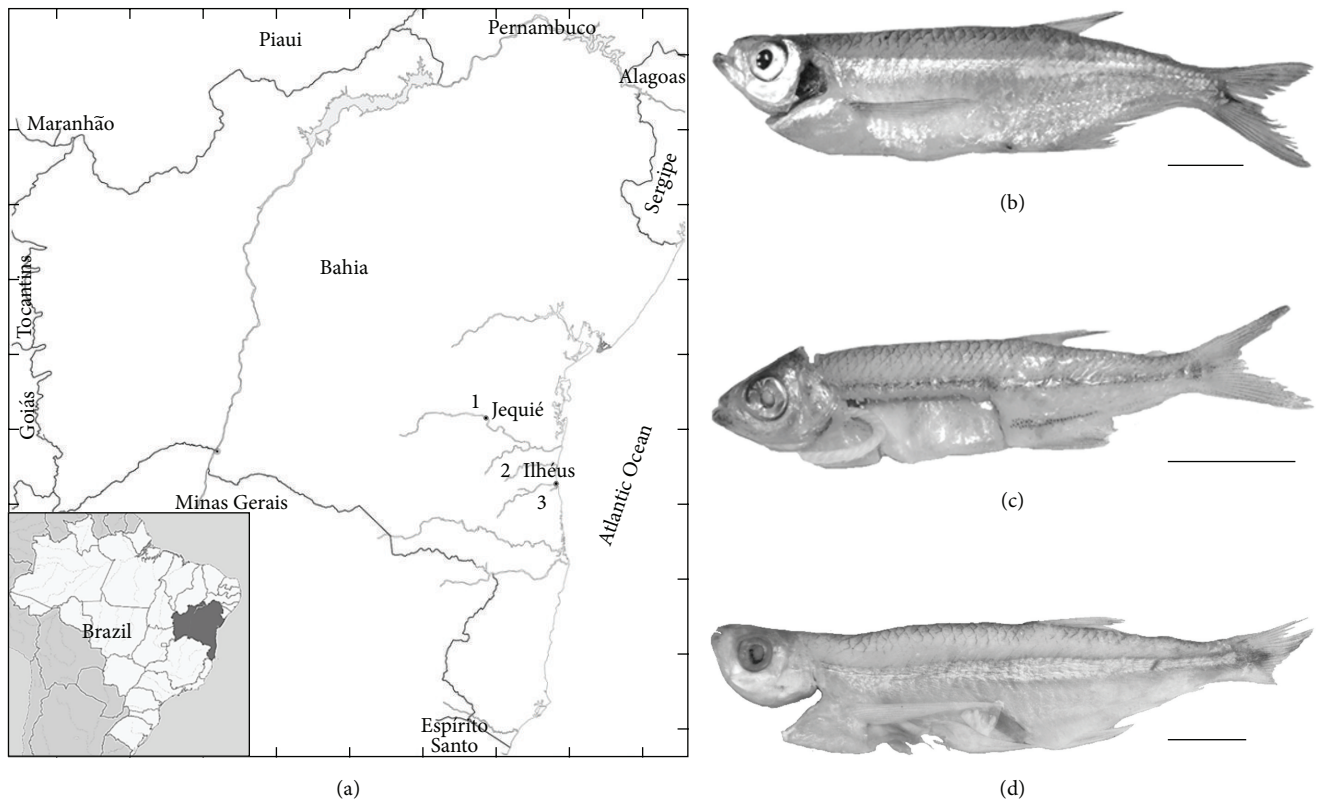 Piaui
Pernambuco
Alagoas
Maranhão
Sergipe
Bahia
Tocantins
Goiás
1 Jequié
2 Ilhéus
3
Atlantic Ocean
Minas Gerais
Brazil
Espírito
Santo
(a)
(b)
(c)
(d)